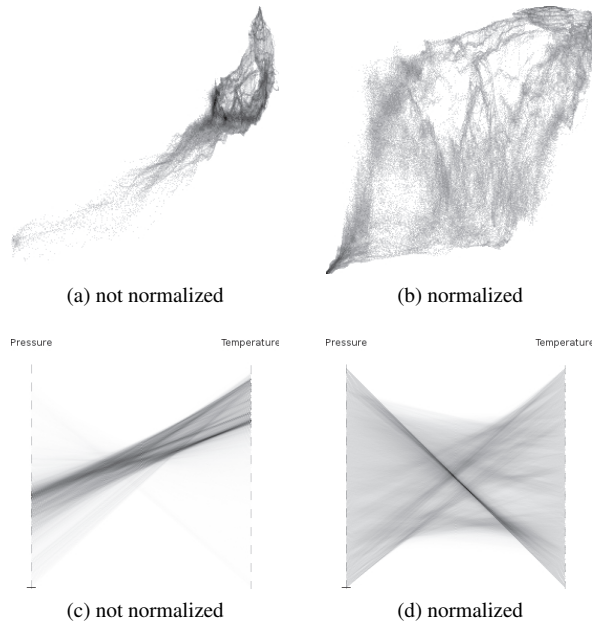 (a) not normalized
(b) normalized
Pressure
Temperature
Pressure
Temperature
(c) not normalized
(d) normalized